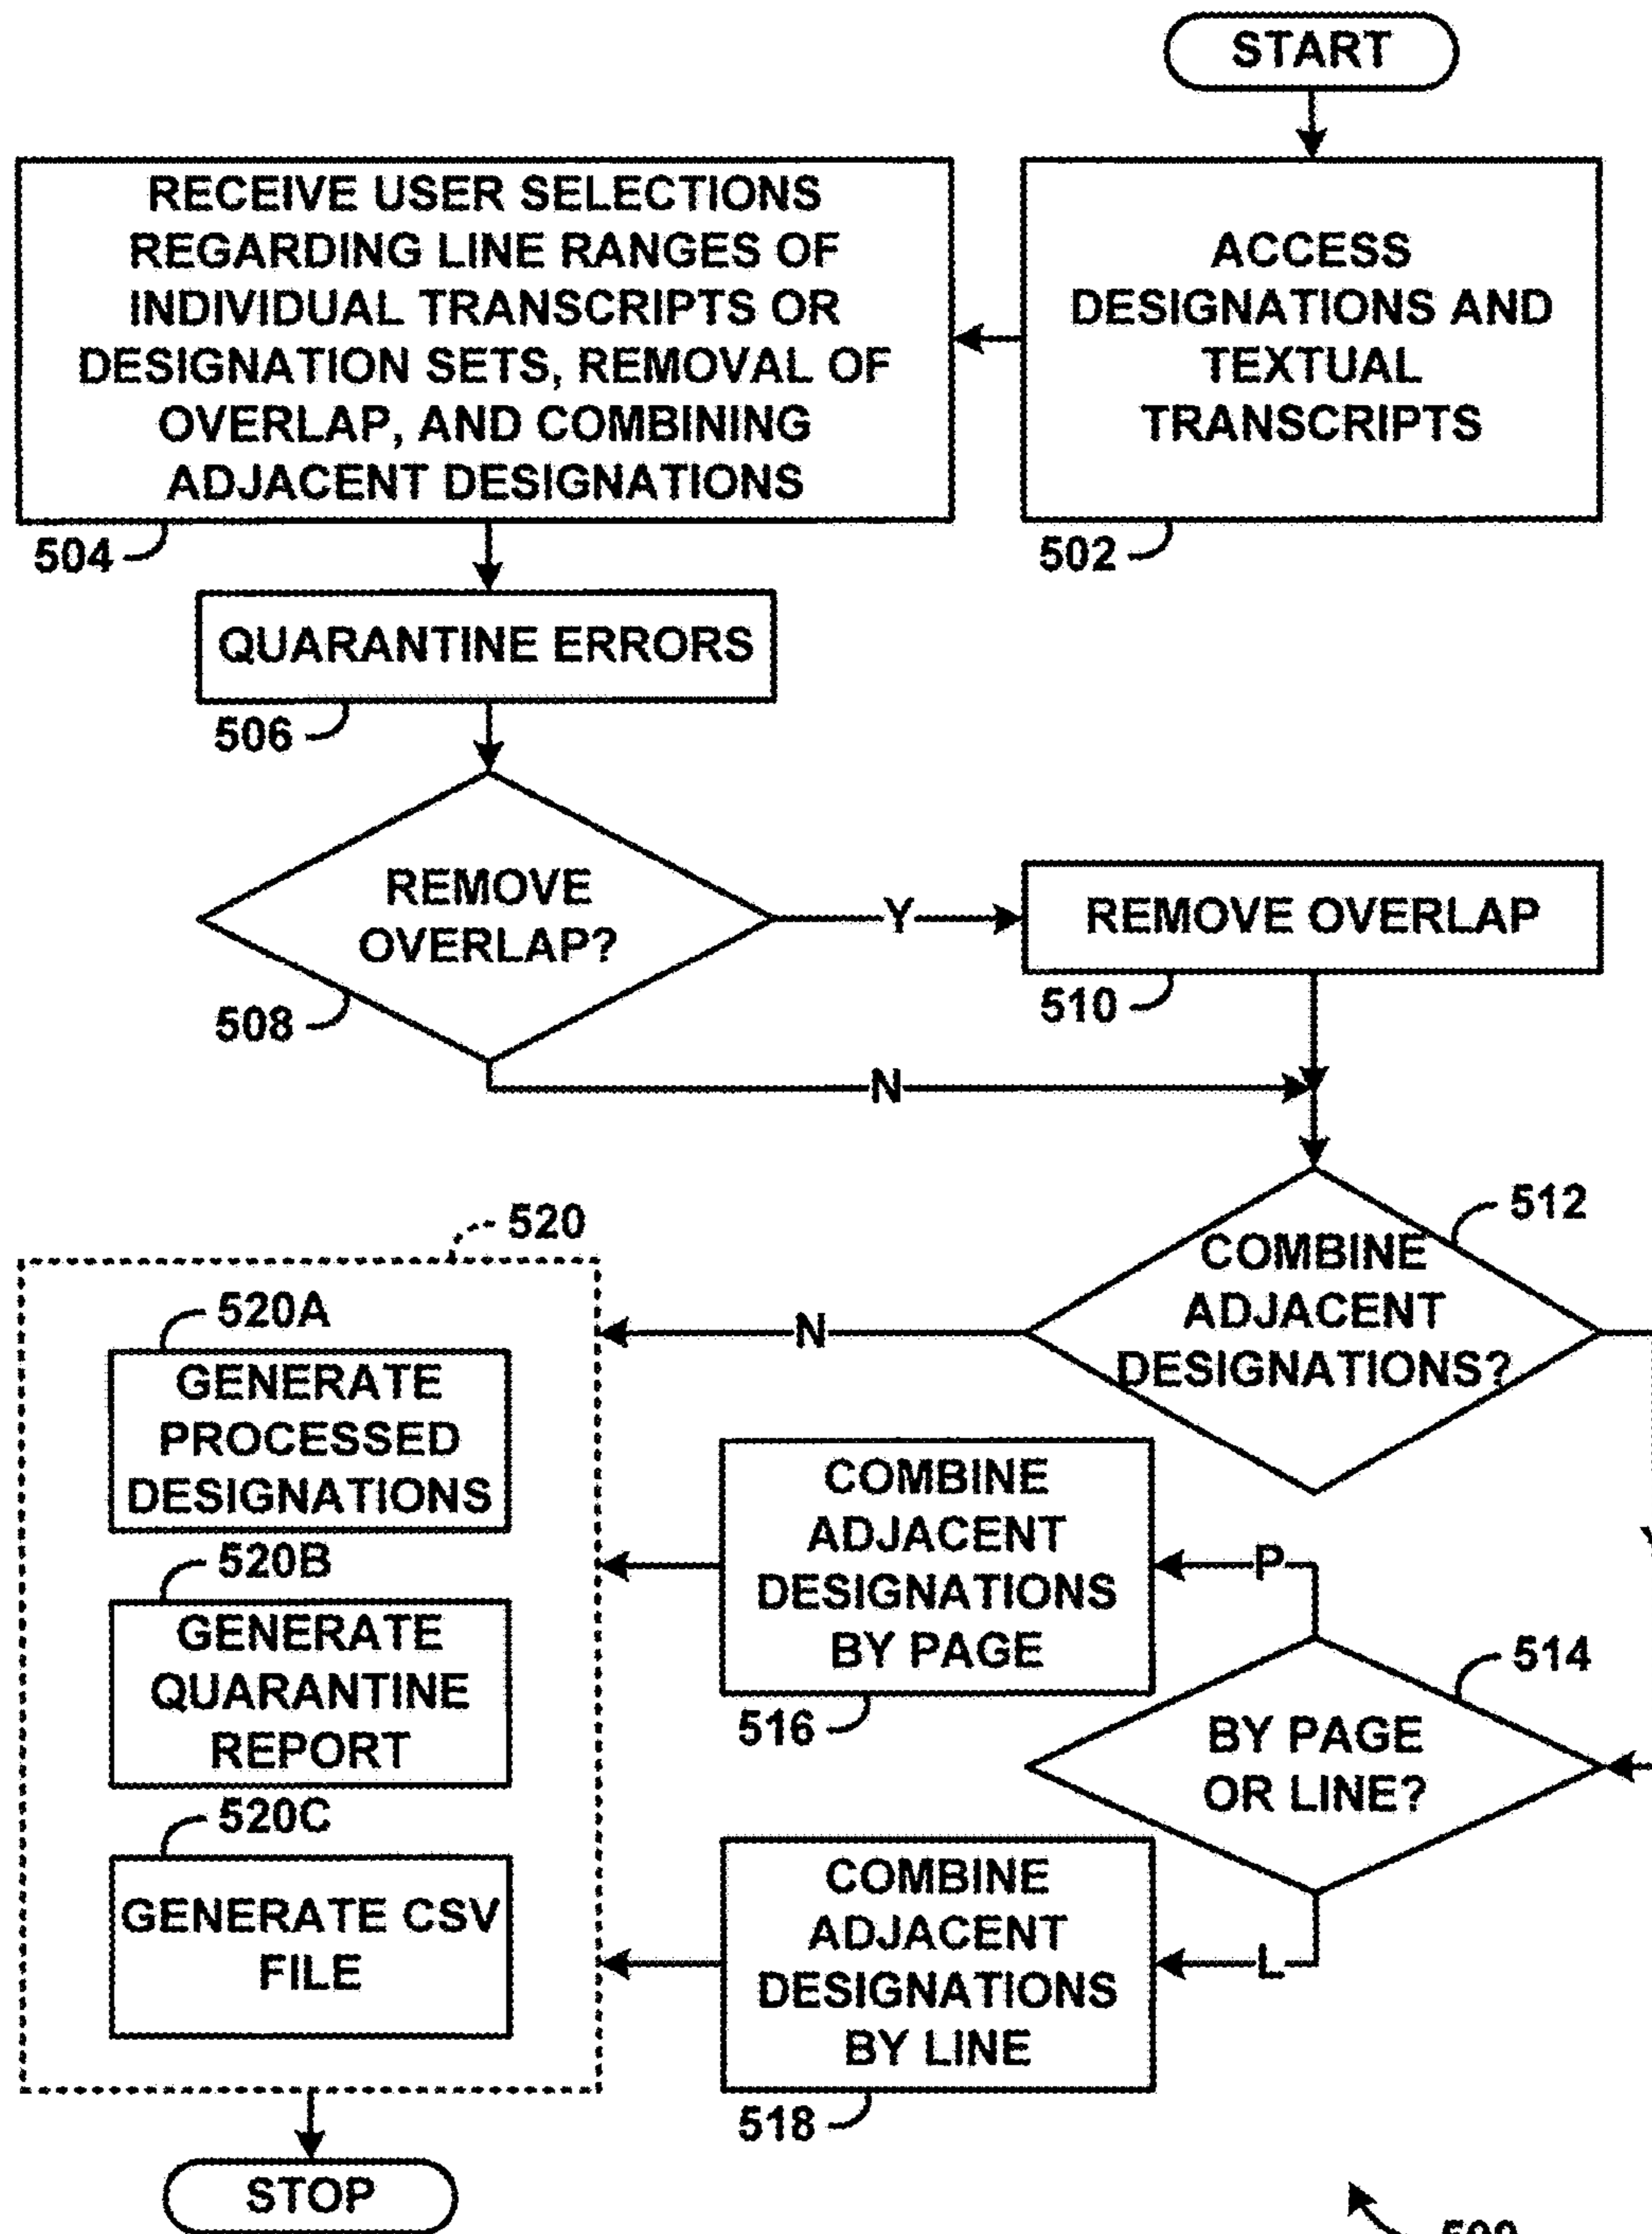 START
ACCESS
DESIGNATIONS AND
TEXTUAL
TRANSCRIPTS
502
RECEIVE USER SELECTIONS
REGARDING LINE RANGES OF
INDIVIDUAL TRANSCRIPTS OR
DESIGNATION SETS, REMOVAL OF
OVERLAP, AND COMBINING
ADJACENT DESIGNATIONS
504
QUARANTINE ERRORS
506
REMOVE
OVERLAP?
508
Y
REMOVE OVERLAP
510
N
512
COMBINE
ADJACENT
DESIGNATIONS?
N
514
BY PAGE
OR LINE?
P
COMBINE
ADJACENT
DESIGNATIONS
BY PAGE
516
L
COMBINE
ADJACENT
DESIGNATIONS
BY LINE
518
520
520A
GENERATE
PROCESSED
DESIGNATIONS
520B
GENERATE
QUARANTINE
REPORT
520C
GENERATE CSV
FILE
STOP